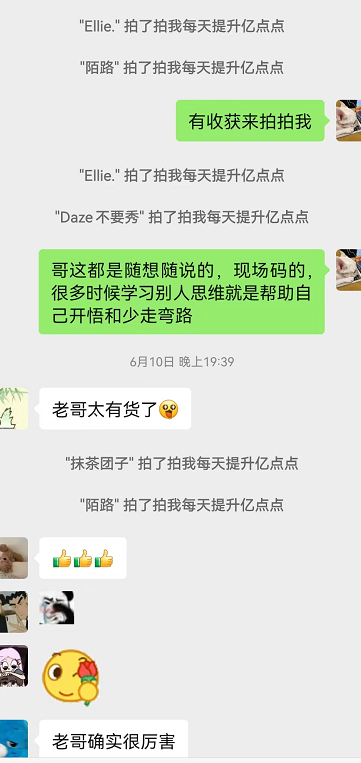 "Ellie." 拍了拍我每天提升亿点点
"陌路" 拍了拍我每天提升亿点点
有收获来拍拍我
"Ellie." 拍了拍我每天提升亿点点
"Daze不要秀" 拍了拍我每天提升亿点点
哥这都是随想随说的，现场码的，
很多时候学习别人思维就是帮助自
己开悟和少走弯路
6月10日 晚上19:39
老哥太有货了
"抹茶团子" 拍了拍我每天提升亿点点
"陌路" 拍了拍我每天提升亿点点
老哥确实很厉害